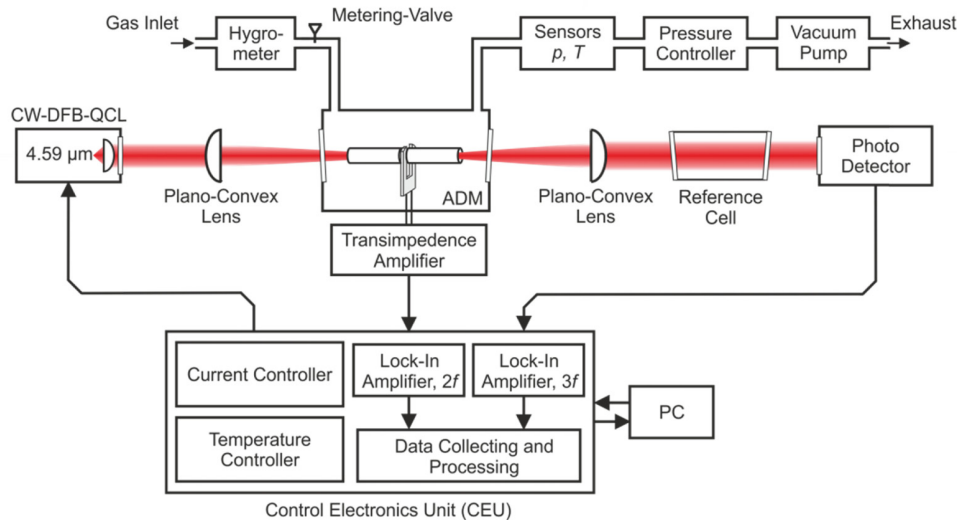 Gas Inlet
Hygro-
meter
Metering-Valve
Sensors
p, T
Pressure
Controller
Vacuum
Pump
Exhaust
CW-DFB-QCL
4.59 µm
Plano-Convex
Lens
ADM
Plano-Convex
Lens
Reference
Cell
Photo
Detector
Transimpedence
Amplifier
Current Controller
Lock-In
Amplifier, 2f
Lock-In
Amplifier, 3f
PC
Temperature
Controller
Data Collecting and
Processing
Control Electronics Unit (CEU)